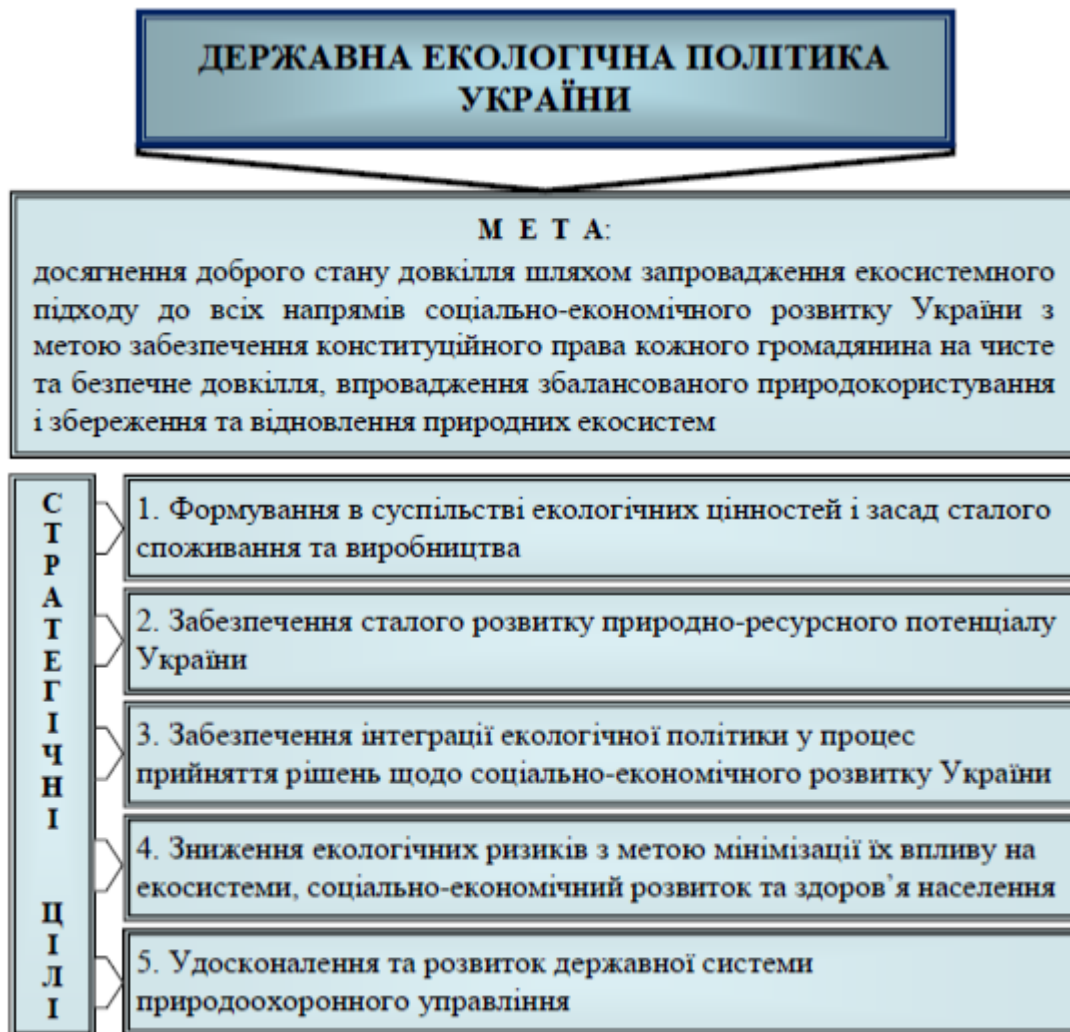 ДЕРЖАВНА ЕКОЛОГІЧНА ПОЛІТИКА
УКРАЇНИ
М Е Т А:
досягнення доброго стану довкілля шляхом запровадження екосистемного
підходу до всіх напрямів соціально-економічного розвитку України з
метою забезпечення конституційного права кожного громадянина на чисте
та безпечне довкілля, впровадження збалансованого природокористування
і збереження та відновлення природних екосистем
СТРАТЕГІЧНІ ЦІЛІ
1. Формування в суспільстві екологічних цінностей і засад сталого
споживання та виробництва
2. Забезпечення сталого розвитку природно-ресурсного потенціалу
України
3. Забезпечення інтеграції екологічної політики у процес
прийняття рішень щодо соціально-економічного розвитку України
4. Зниження екологічних ризиків з метою мінімізації їх впливу на
екосистеми, соціально-економічний розвиток та здоров’я населення
5. Удосконалення та розвиток державної системи
природоохоронного управління